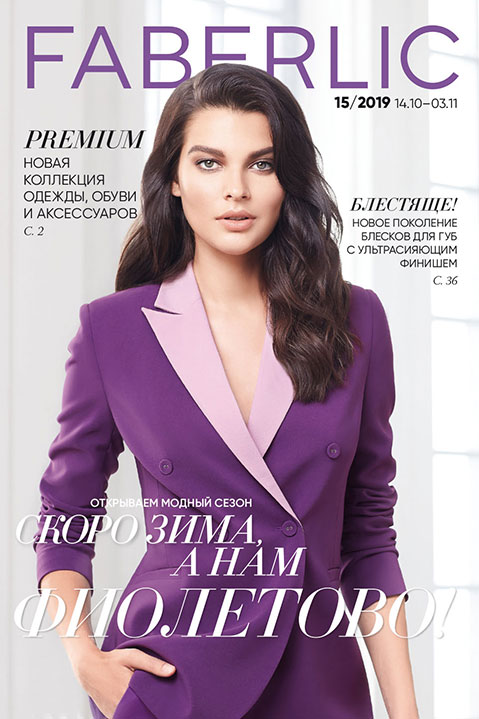 FABERLIC
15/2019 14.10–03.11
PREMIUM
НОВАЯ
КОЛЛЕКЦИЯ
ОДЕЖДЫ, ОБУВИ
И АКСЕССУАРОВ
С. 2
БЛЕСТЯЩЕ!
НОВОЕ ПОКОЛЕНИЕ
БЛЕСКОВ ДЛЯ ГУБ
С УЛЬТРАСИЯЮЩИМ
ФИНИШЕМ
С. 36
ОТКРЫВАЕМ МОДНЫЙ СЕЗОН
СКОРО ЗИМА,
А НАМ
ФИОЛЕТОВО!